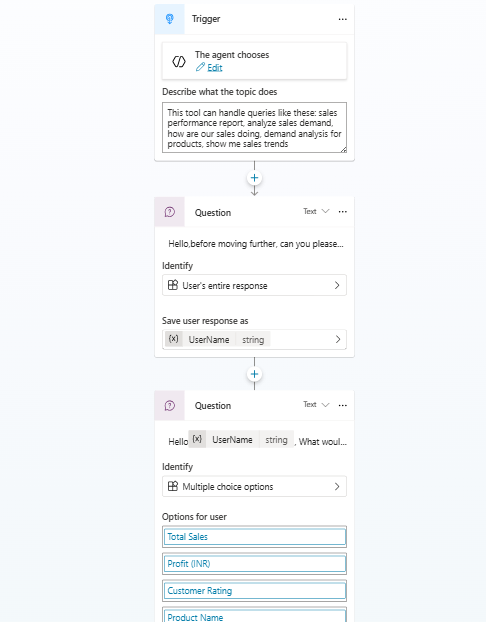 Trigger
The agent chooses
Edit
Describe what the topic does
This tool can handle queries like these: sales
performance report, analyze sales demand,
how are our sales doing, demand analysis for
products, show me sales trends
Question
Text
Hello,before moving further, can you please...
Identify
User's entire response
Save user response as
{x} UserName string
Question
Text
Hello {x} UserName string , What woul...
Identify
Multiple choice options
Options for user
Total Sales
Profit (INR)
Customer Rating
Product Name